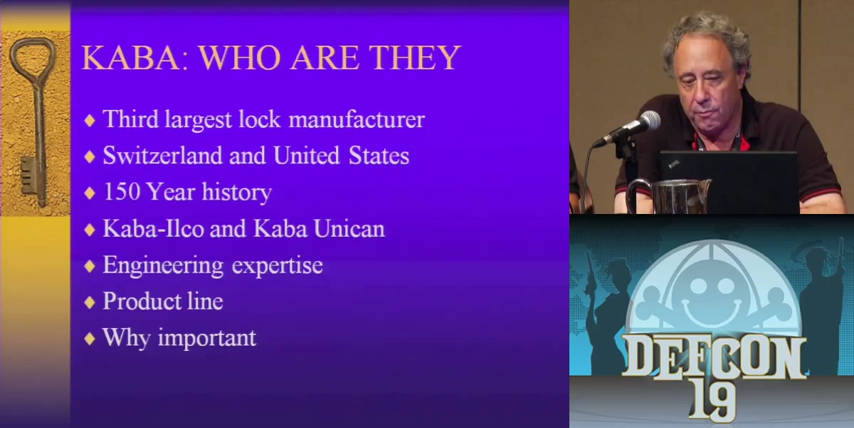 KABA: WHO ARE THEY
Third largest lock manufacturer
Switzerland and United States
150 Year history
Kaba-Ilco and Kaba Unican
Engineering expertise
Product line
Why important
DEFCON
19